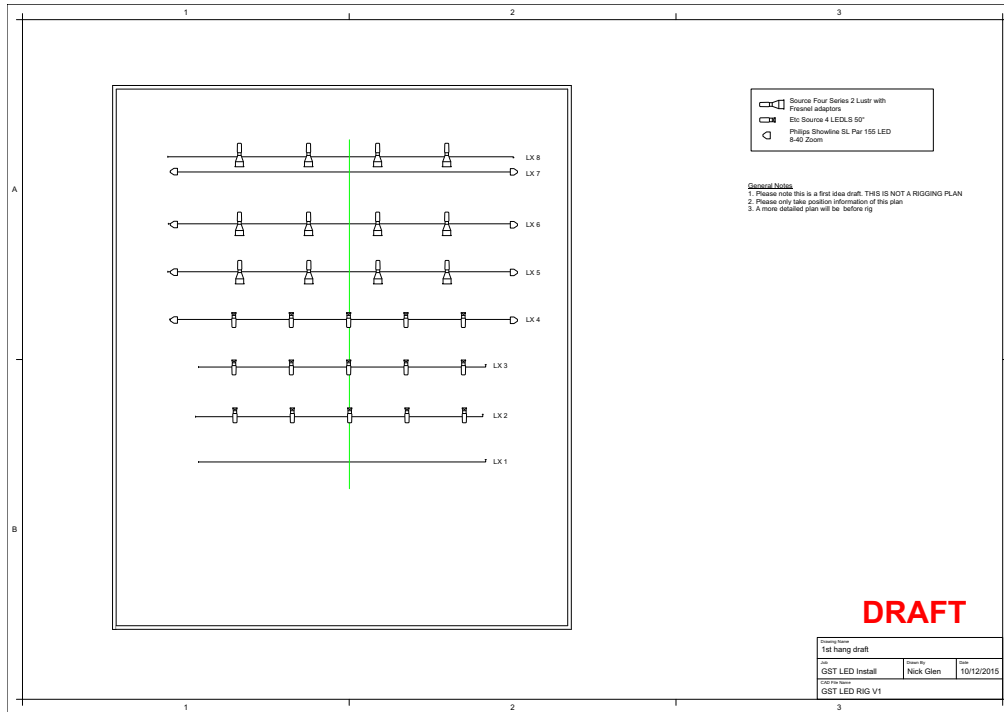 1
2
3
A
B
LX 8
LX 7
LX 6
LX 5
LX 4
LX 3
LX 2
LX 1
Source Four Series 2 Lustr with
Fresnel adaptors
Etc Source 4 LEDLS 50°
Philips Showline SL Par 155 LED
8-40 Zoom
General Notes
1. Please note this is a first idea draft. THIS IS NOT A RIGGING PLAN
2. Please only take position information of this plan
3. A more detailed plan will be before rig
DRAFT
Drawing Name
1st hang draft
Job
GST LED Install
Drawn By
Nick Glen
Date
10/12/2015
CAD File Name
GST LED RIG V1
1
2
3